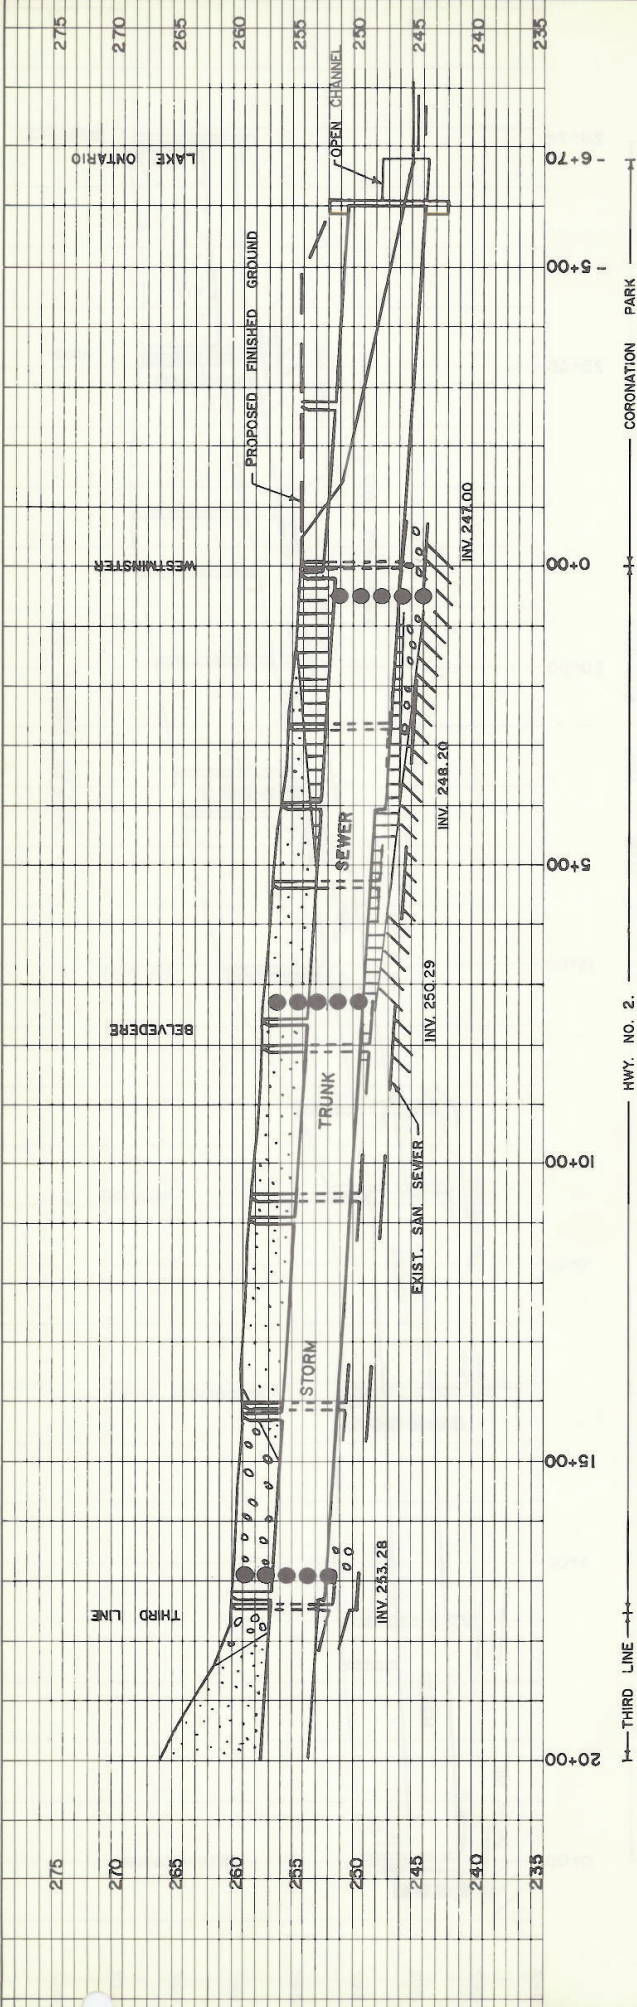 275
270
265
260
255
250
245
240
235
LAKE ONTARIO
OPEN CHANNEL
-6+70
-5+00
PROPOSED FINISHED GROUND
WESTMINSTER
INV. 247.00
0+00
CORONATION PARK
INV. 248.20
SEWER
5+00
INV. 250.29
BELVEDERE
TRUNK
HWY. NO. 2.
10+00
EXIST. SAN. SEWER
STORM
15+00
INV. 253.28
THIRD LINE
THIRD LINE
20+00
275
270
265
260
255
250
245
240
235